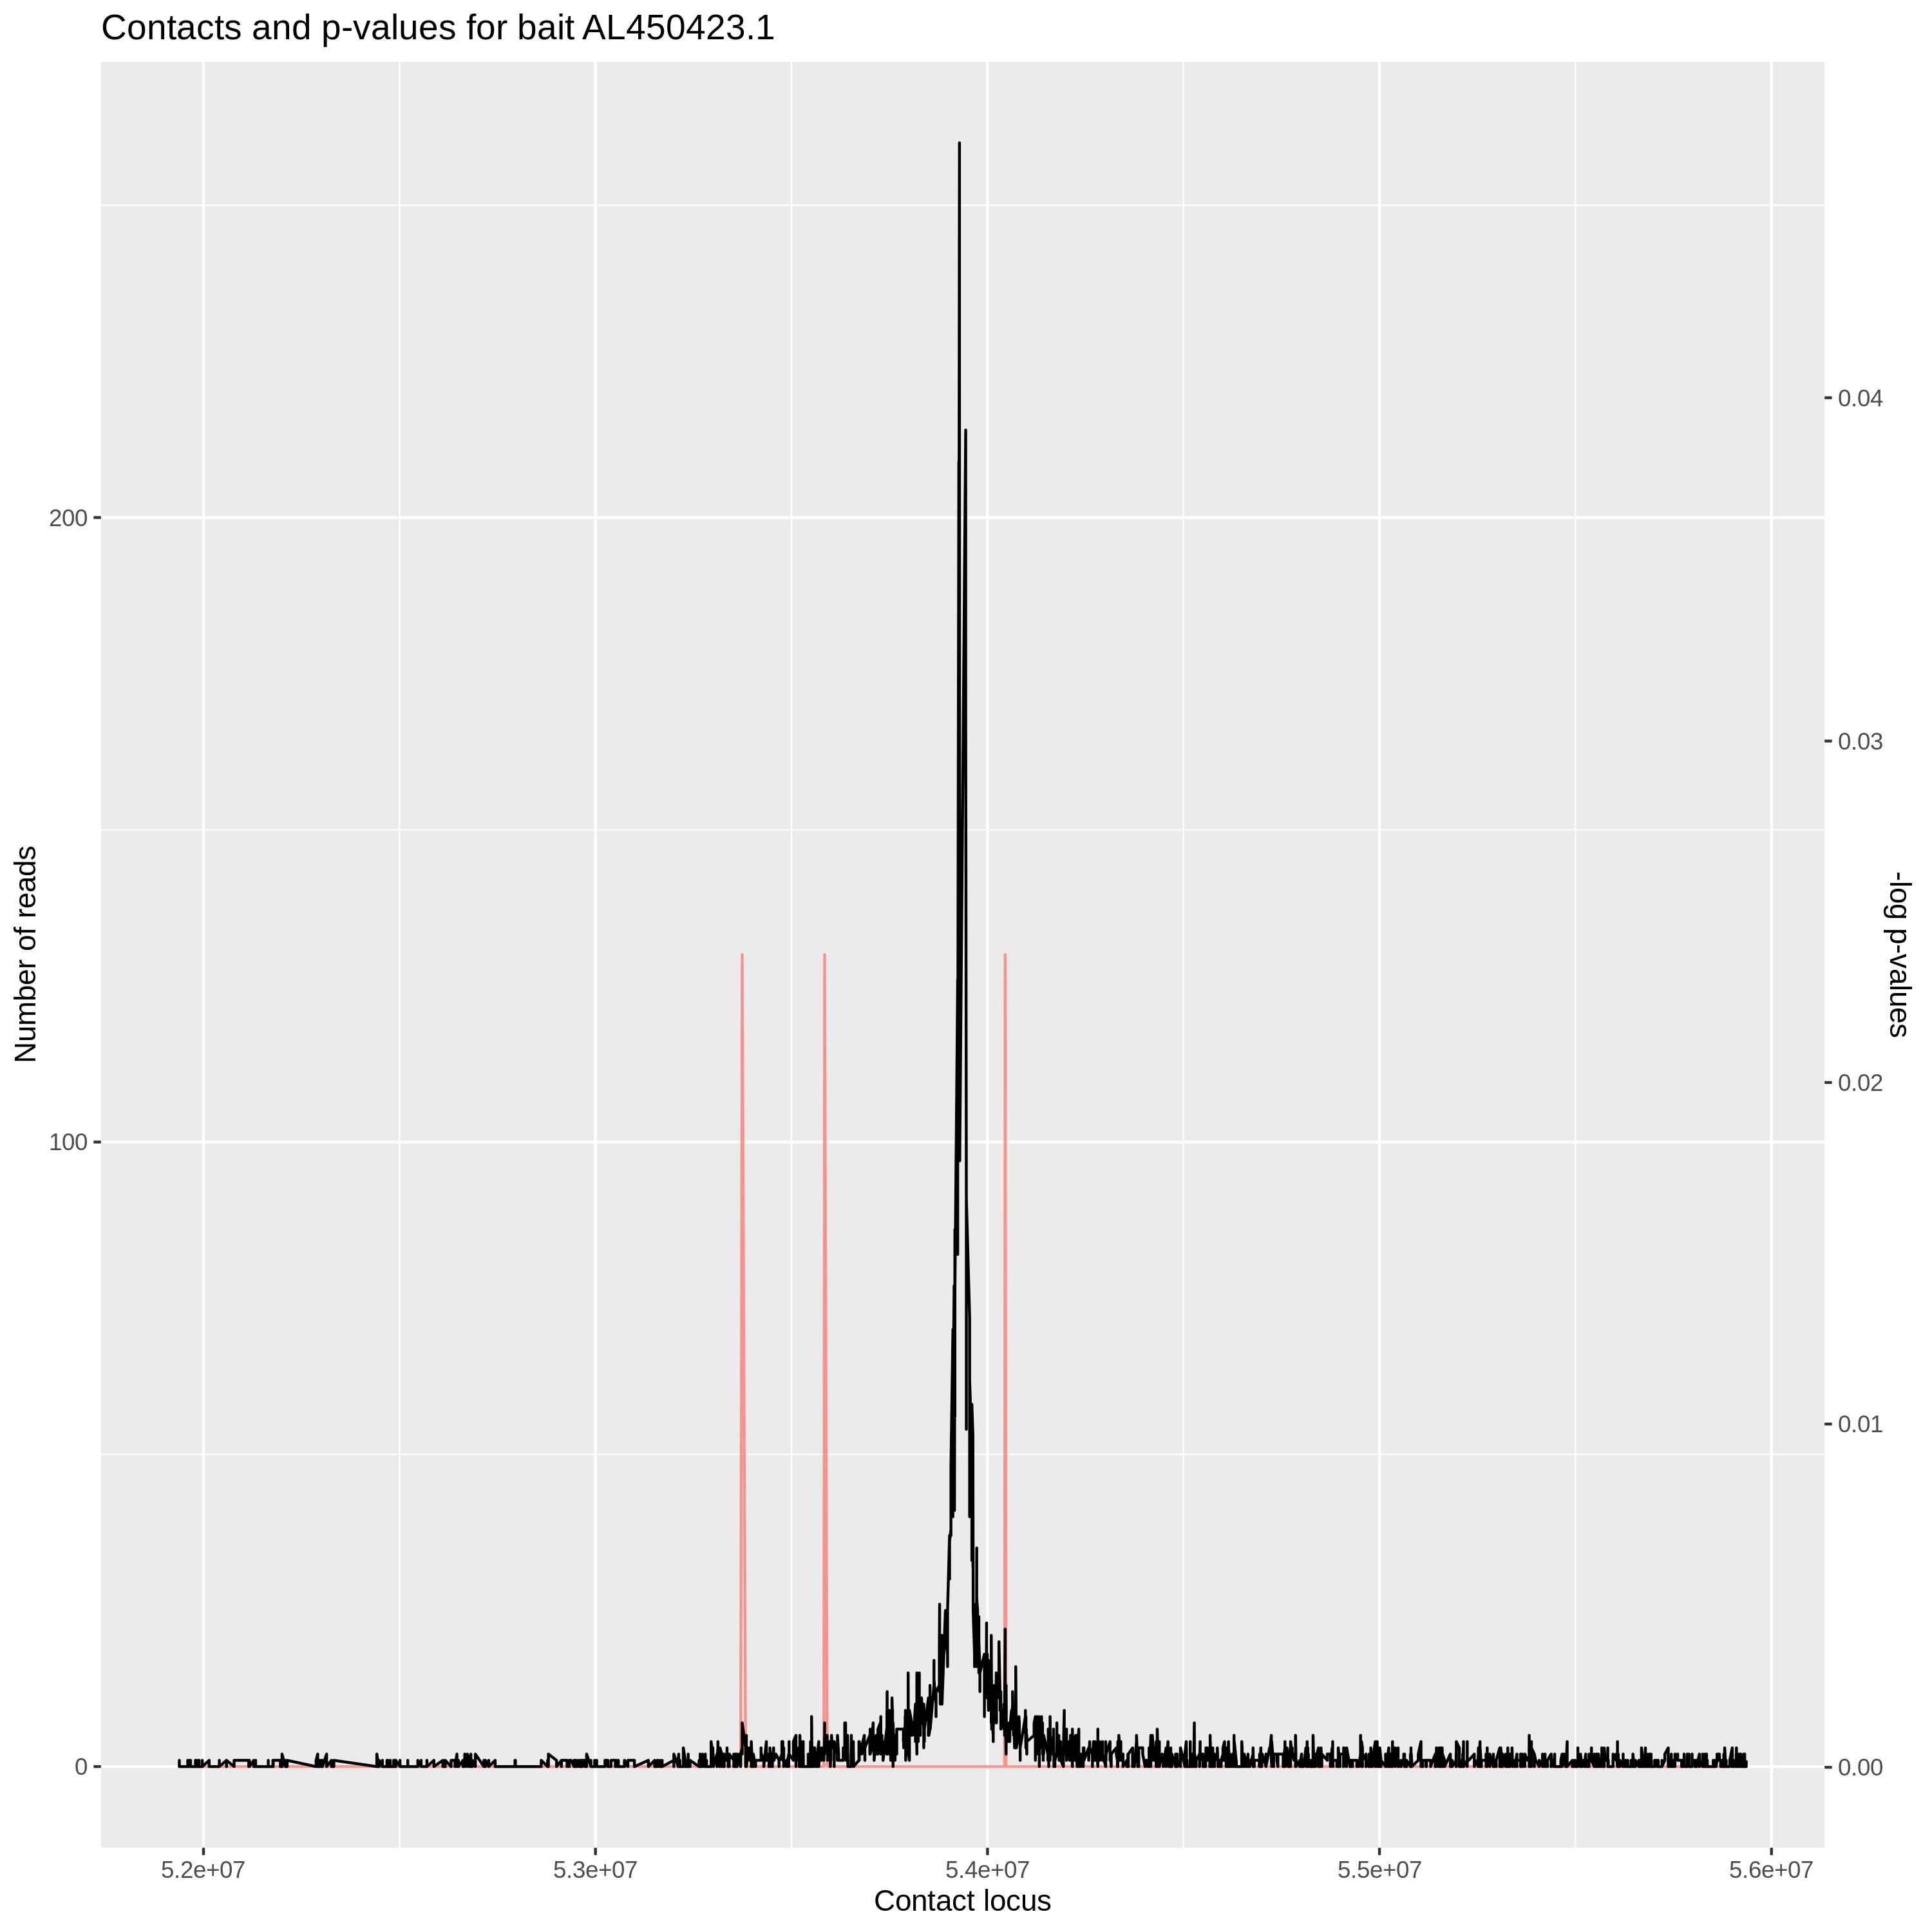 Contacts and p-values for bait AL450423.1
Number of reads
200
100
0
0.04
0.03
0.02
0.01
0.00
-log p-values
5.2e+07
5.3e+07
5.4e+07
5.5e+07
5.6e+07
Contact locus